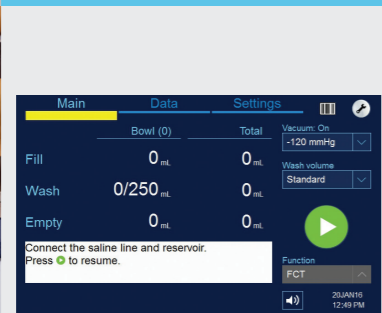 Main Data Settings
Bowl (0) Total
Vacuum: On
-120 mmHg
Fill 0 mL 0 mL
Wash volume
Standard
Wash 0/250 mL 0 mL
Empty 0 mL 0 mL
Connect the saline line and reservoir.
Press to resume.
Function
FCT
20JAN16
12:49 PM